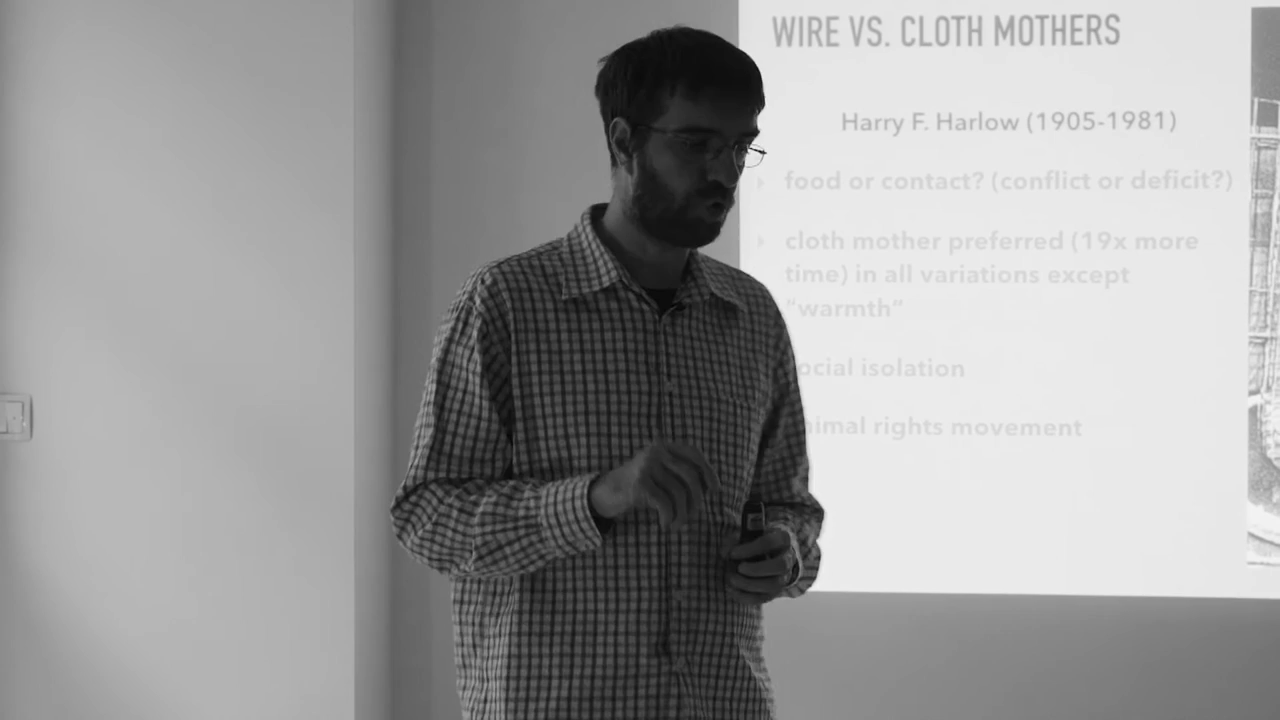 WIRE VS. CLOTH MOTHERS
Harry F. Harlow (1905-1981)
food or contact? (conflict or deficit?)
cloth mother preferred (19x more
time) in all variations except
"warmth"
ocial isolation
nimal rights movement